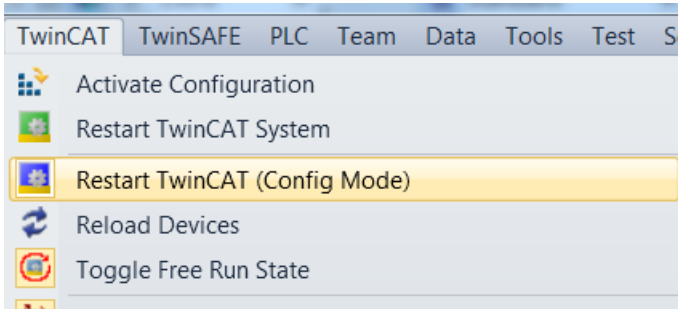 TwinCAT TwinSAFE PLC Team Data Tools Test S
Activate Configuration
Restart TwinCAT System
Restart TwinCAT (Config Mode)
Reload Devices
Toggle Free Run State